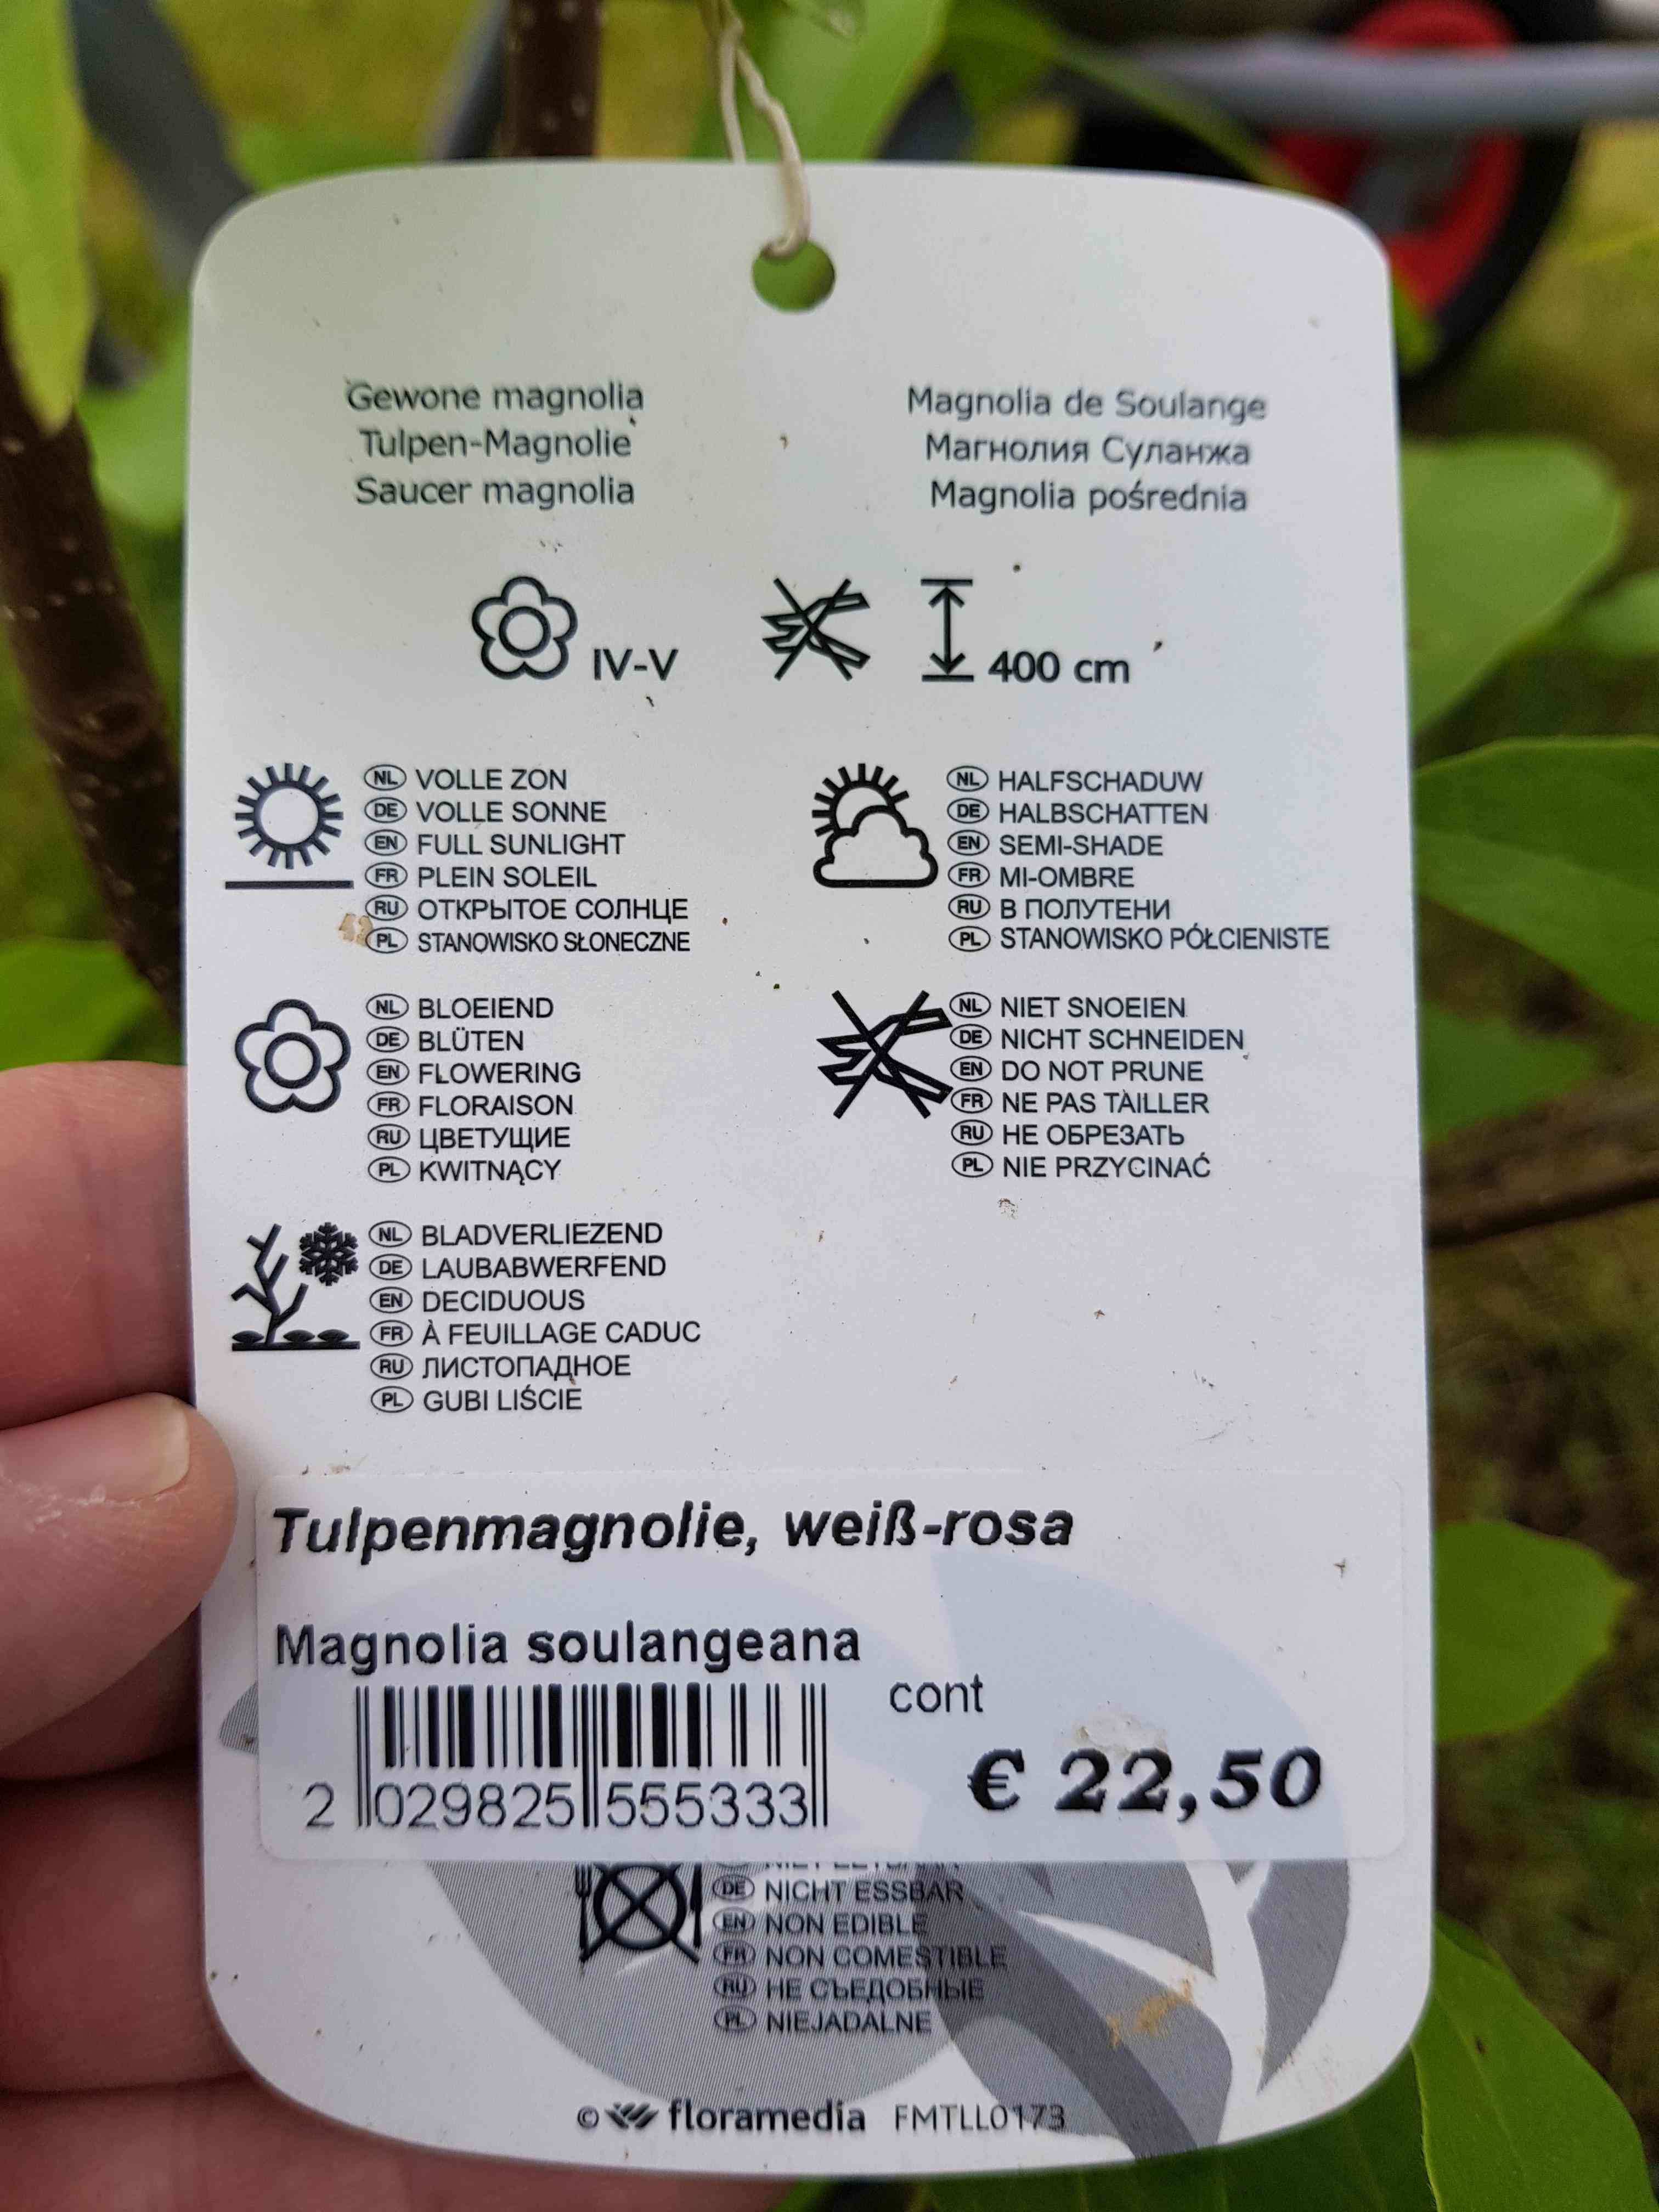 Gewone magnolia
Tulpen-Magnolie
Saucer magnolia
Magnolia de Soulange
Магнолия Суланжа
Magnolia pośrednia
IV-V
400 cm
NL VOLLE ZON
DE VOLLE SONNE
EN FULL SUNLIGHT
FR PLEIN SOLEIL
RU ОТКРЫТОЕ СОЛНЦЕ
PL STANOWISKO SŁONECZNE
NL HALFSCHADUW
DE HALBSCHATTEN
EN SEMI-SHADE
FR MI-OMBRE
RU В ПОЛУТЕНИ
PL STANOWISKO PÓŁCIENISTE
NL BLOEIEND
DE BLÜTEN
EN FLOWERING
FR FLORAISON
RU ЦВЕТУЩИЕ
PL KWITNĄCY
NL NIET SNOEIEN
DE NICHT SCHNEIDEN
EN DO NOT PRUNE
FR NE PAS TAILLER
RU НЕ ОБРЕЗАТЬ
PL NIE PRZYCINAĆ
NL BLADVERLIEZEND
DE LAUBABWERFEND
EN DECIDUOUS
FR À FEUILLAGE CADUC
RU ЛИСТОПАДНОЕ
PL GUBI LIŚCIE
Tulpenmagnolie, weiß-rosa
Magnolia soulangeana
cont
€ 22,50
2 029825 555333
DE NICHT ESSBAR
EN NON EDIBLE
FR NON COMESTIBLE
RU НЕ СЪЕДОБНЫЕ
PL NIEJADALNE
© floramedia FMTLL0173